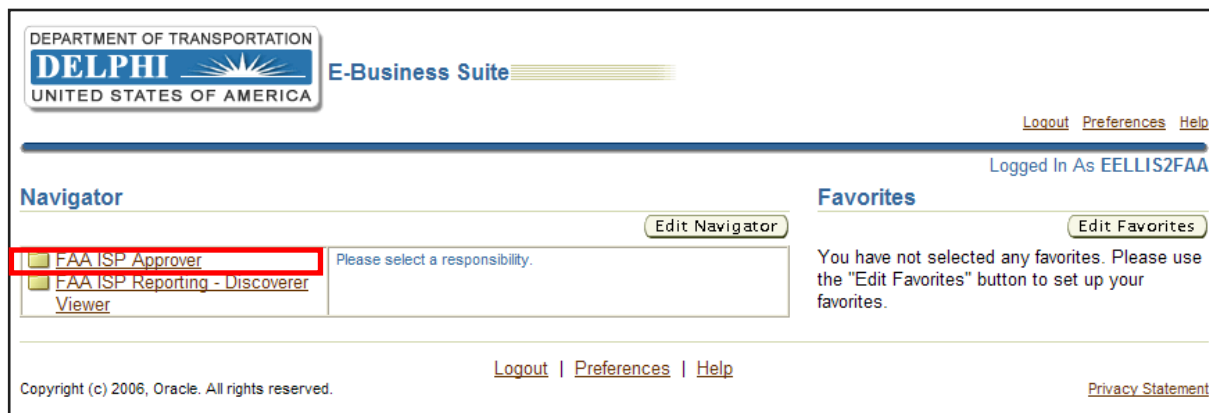 DEPARTMENT OF TRANSPORTATION
DELPHI
UNITED STATES OF AMERICA
E-Business Suite
Logout Preferences Help
Logged In As EELLIS2FAA
Navigator
Edit Navigator
FAA ISP Approver
FAA ISP Reporting - Discoverer
Viewer
Please select a responsibility.
Favorites
Edit Favorites
You have not selected any favorites. Please use
the "Edit Favorites" button to set up your
favorites.
Logout | Preferences | Help
Copyright (c) 2006, Oracle. All rights reserved.
Privacy Statement